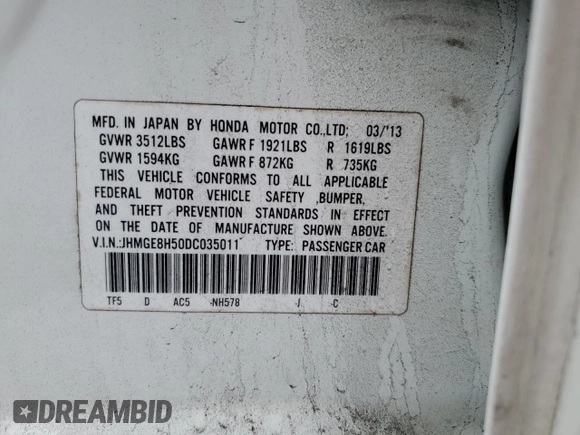 MFD. IN JAPAN BY HONDA MOTOR CO.,LTD; 03/'13
GVWR 3512LBS GAWR F 1921LBS R 1619LBS
GVWR 1594KG GAWR F 872KG R 735KG
THIS VEHICLE CONFORMS TO ALL APPLICABLE
FEDERAL MOTOR VEHICLE SAFETY ,BUMPER,
AND THEFT PREVENTION STANDARDS IN EFFECT
ON THE DATE OF MANUFACTURE SHOWN ABOVE.
V.I.N.:JHMGE8H50DC035011 TYPE: PASSENGER CAR
TF5 D AC5 -NH578 -/ -C
DREAMBID